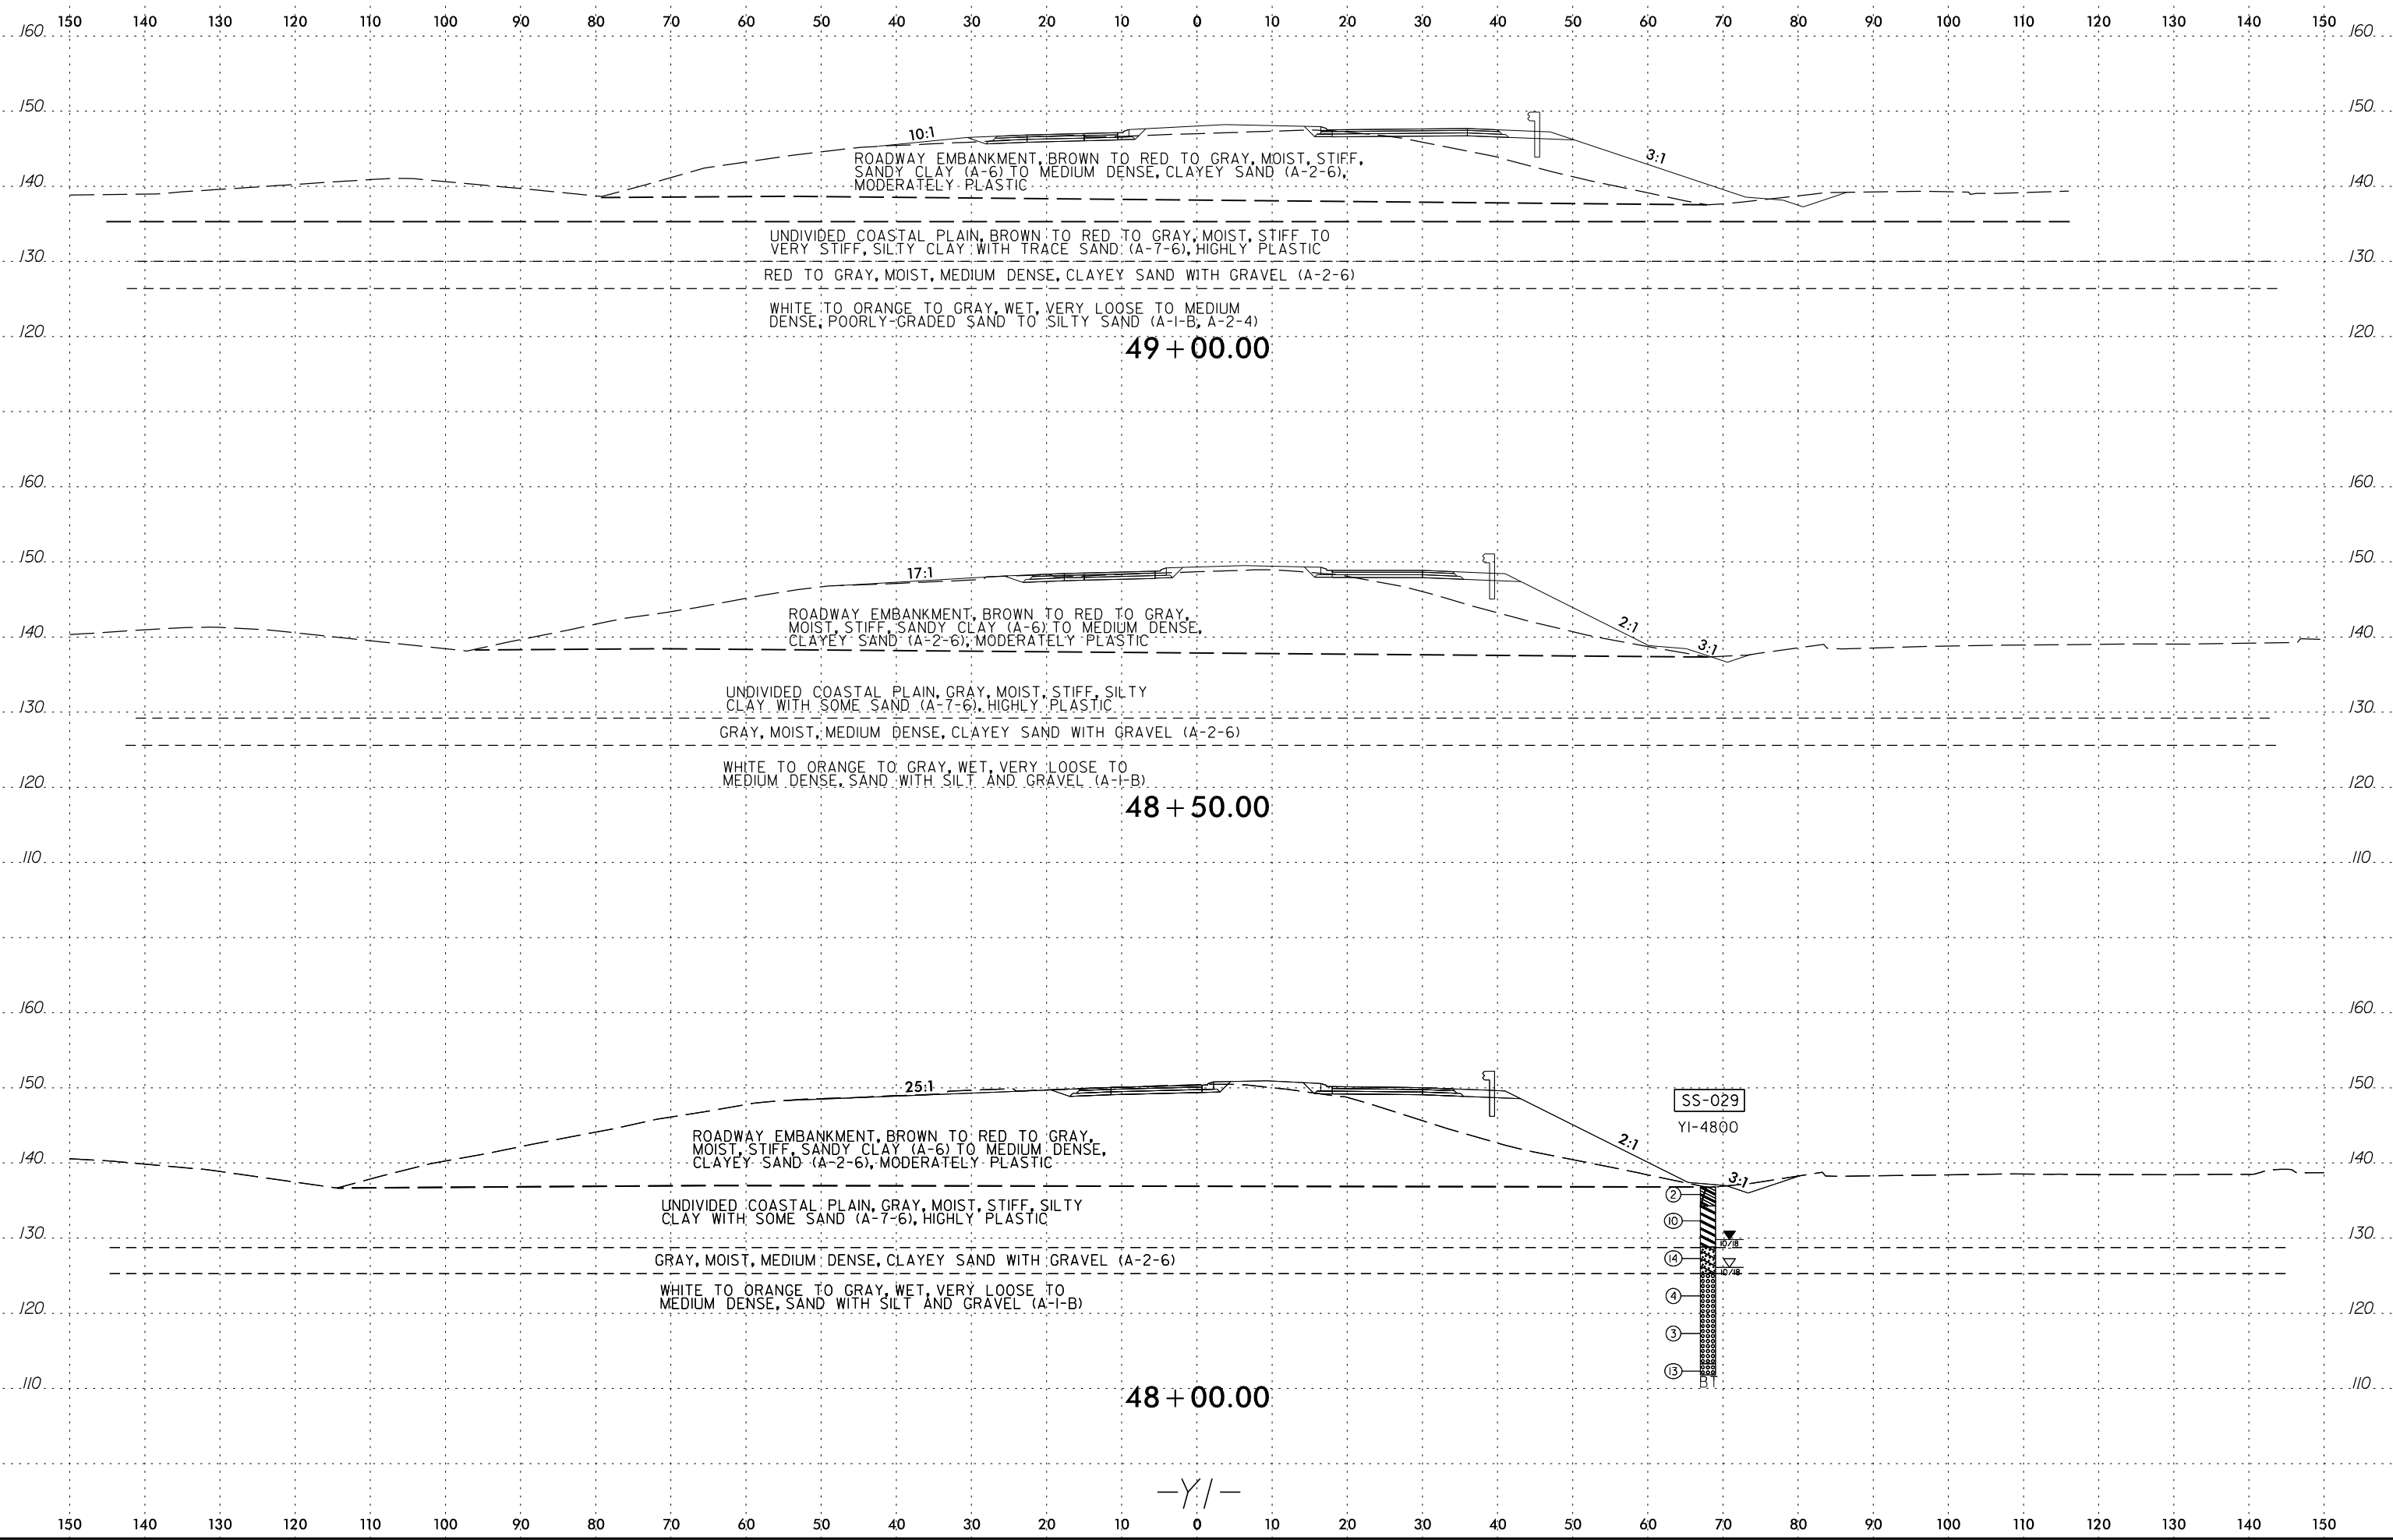 150 140 130 120 110 100 90 80 70 60 50 40 30 20 10 0 10 20 30 40 50 60 70 80 90 100 110 120 130 140 150
160 160
150 150
10:1
3:1
ROADWAY EMBANKMENT, BROWN TO RED TO GRAY, MOIST, STIFF,
SANDY CLAY (A-6) TO MEDIUM DENSE, CLAYEY SAND (A-2-6),
MODERATELY PLASTIC
140 140
UNDIVIDED COASTAL PLAIN, BROWN TO RED TO GRAY, MOIST, STIFF TO
VERY STIFF, SILTY CLAY WITH TRACE SAND (A-7-6), HIGHLY PLASTIC
130 130
RED TO GRAY, MOIST, MEDIUM DENSE, CLAYEY SAND WITH GRAVEL (A-2-6)
WHITE TO ORANGE TO GRAY, WET, VERY LOOSE TO MEDIUM
DENSE, POORLY-GRADED SAND TO SILTY SAND (A-1-B, A-2-4)
120 120
49+00.00
160 160
150 150
17:1
ROADWAY EMBANKMENT, BROWN TO RED TO GRAY,
MOIST, STIFF, SANDY CLAY (A-6) TO MEDIUM DENSE,
CLAYEY SAND (A-2-6), MODERATELY PLASTIC
2:1
3:1
140 140
UNDIVIDED COASTAL PLAIN, GRAY, MOIST, STIFF, SILTY
CLAY WITH SOME SAND (A-7-6), HIGHLY PLASTIC
130 130
GRAY, MOIST, MEDIUM DENSE, CLAYEY SAND WITH GRAVEL (A-2-6)
WHITE TO ORANGE TO GRAY, WET, VERY LOOSE TO
MEDIUM DENSE, SAND WITH SILT AND GRAVEL (A-1-B)
120 120
48+50.00
110 110
160 160
150 150
25:1
SS-029
Y1-4800
ROADWAY EMBANKMENT, BROWN TO RED TO GRAY,
MOIST, STIFF, SANDY CLAY (A-6) TO MEDIUM DENSE,
CLAYEY SAND (A-2-6), MODERATELY PLASTIC
2:1
3:1
140 140
2
UNDIVIDED COASTAL PLAIN, GRAY, MOIST, STIFF, SILTY
CLAY WITH SOME SAND (A-7-6), HIGHLY PLASTIC
10
130 130
10/18
GRAY, MOIST, MEDIUM DENSE, CLAYEY SAND WITH GRAVEL (A-2-6)
14
10/18
WHITE TO ORANGE TO GRAY, WET, VERY LOOSE TO
MEDIUM DENSE, SAND WITH SILT AND GRAVEL (A-1-B)
4
120 120
3
13
BT
110 110
48+00.00
-Y1-
150 140 130 120 110 100 90 80 70 60 50 40 30 20 10 0 10 20 30 40 50 60 70 80 90 100 110 120 130 140 150